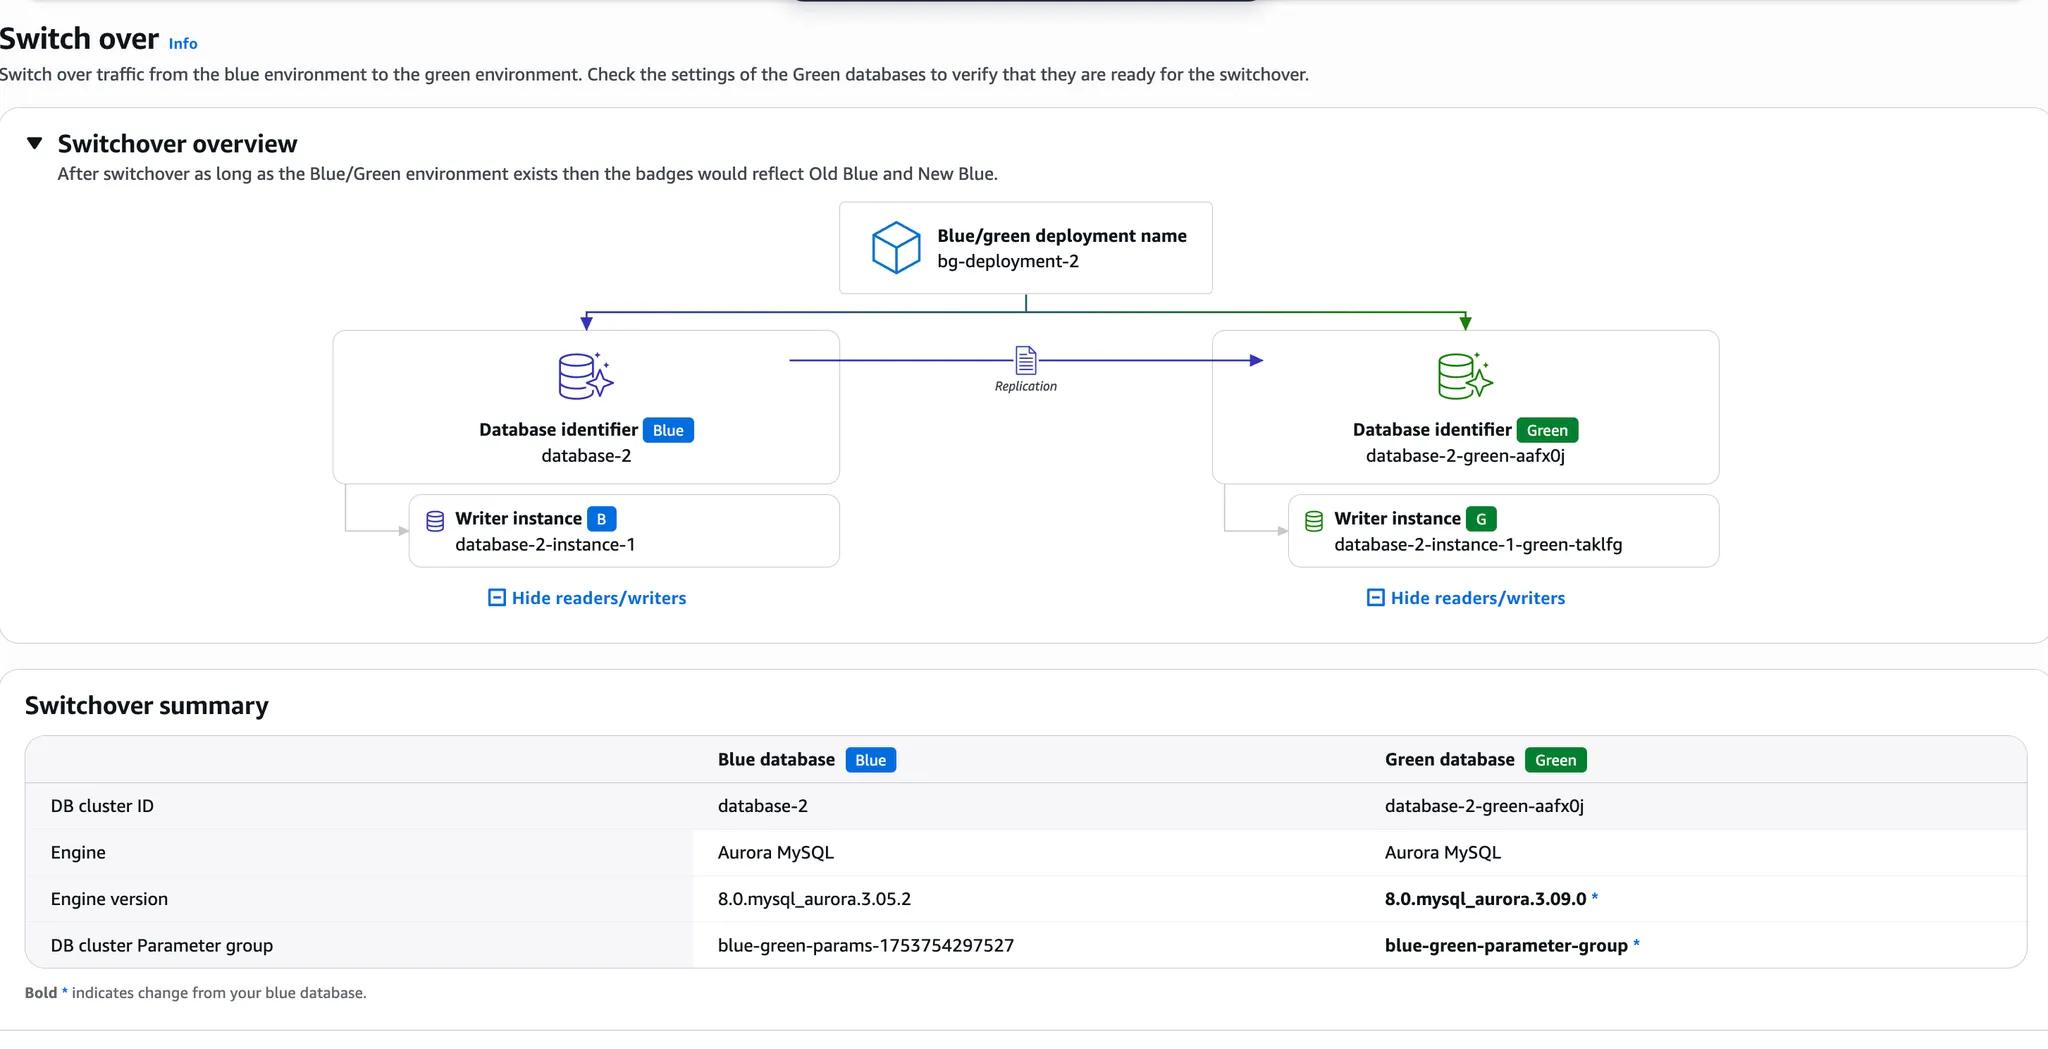 Switch over Info
Switch over traffic from the blue environment to the green environment. Check the settings of the Green databases to verify that they are ready for the switchover.
Switchover overview
After switchover as long as the Blue/Green environment exists then the badges would reflect Old Blue and New Blue.
Blue/green deployment name
bg-deployment-2
Replication
Database identifier Blue
database-2
Writer instance B
database-2-instance-1
Hide readers/writers
Database identifier Green
database-2-green-aafx0j
Writer instance G
database-2-instance-1-green-taklfg
Hide readers/writers
Switchover summary
Blue database Blue Green database Green
DB cluster ID database-2 database-2-green-aafx0j
Engine Aurora MySQL Aurora MySQL
Engine version 8.0.mysql_aurora.3.05.2 8.0.mysql_aurora.3.09.0 *
DB cluster Parameter group blue-green-params-1753754297527 blue-green-parameter-group *
Bold * indicates change from your blue database.